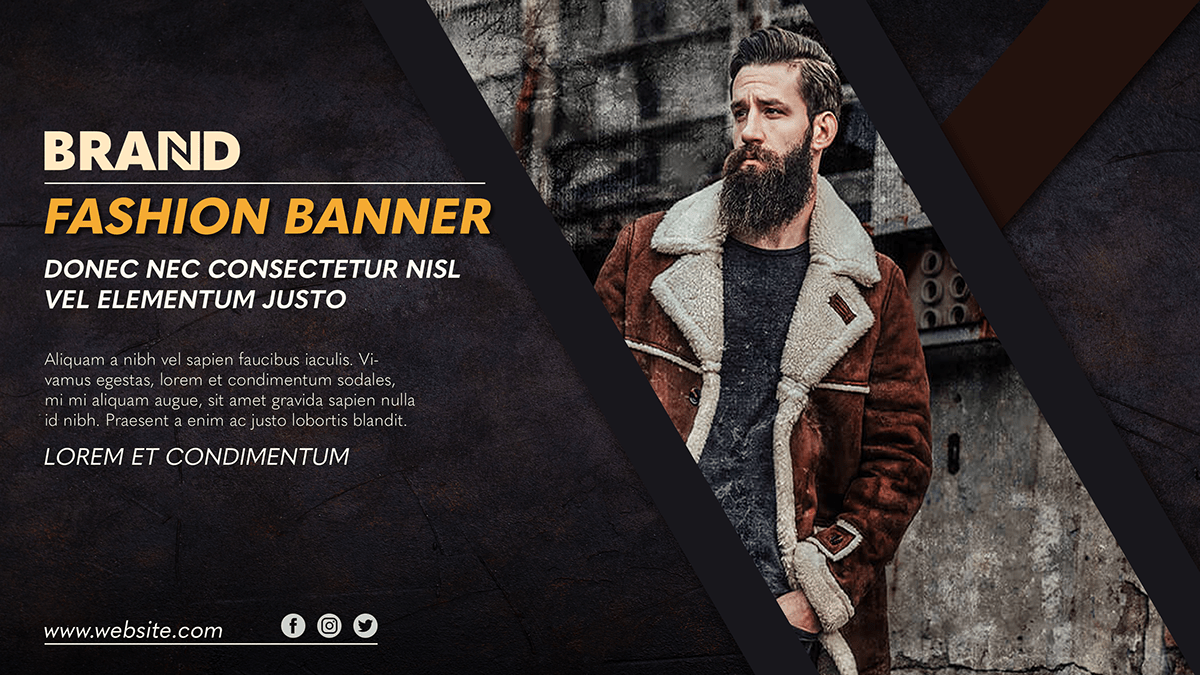 BRAND
FASHION BANNER
DONEC NEC CONSECTETUR NISL
VEL ELEMENTUM JUSTO
Aliquam a nibh vel sapien faucibus iaculis. Vi-
vamus egestas, lorem et condimentum sodales,
mi mi aliquam augue, sit amet gravida sapien nulla
id nibh. Praesent a enim ac justo lobortis blandit.
LOREM ET CONDIMENTUM
www.website.com